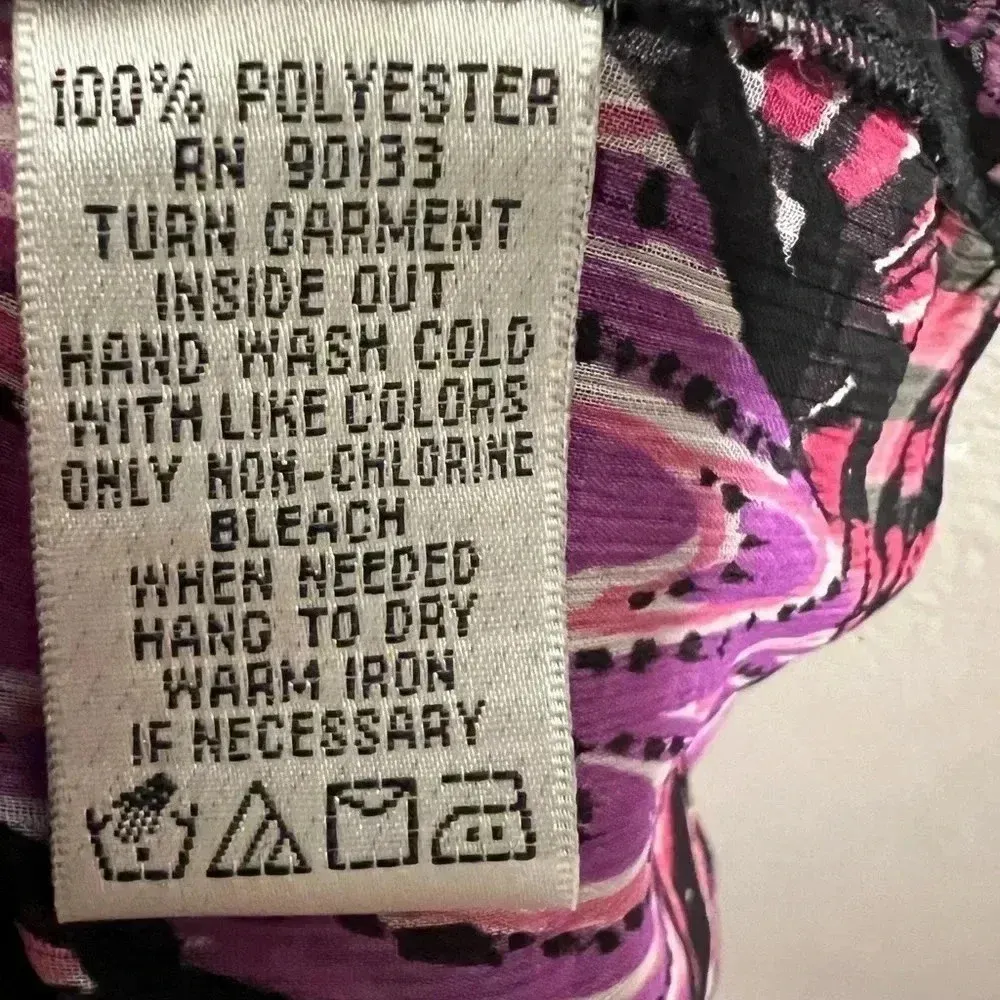 100% POLYESTER
RN 90133
TURN GARMENT
INSIDE OUT
HAND WASH COLD
WITH LIKE COLORS
ONLY NON-CHLORINE
BLEACH
WHEN NEEDED
HANG TO DRY
WARM IRON
IF NECESSARY